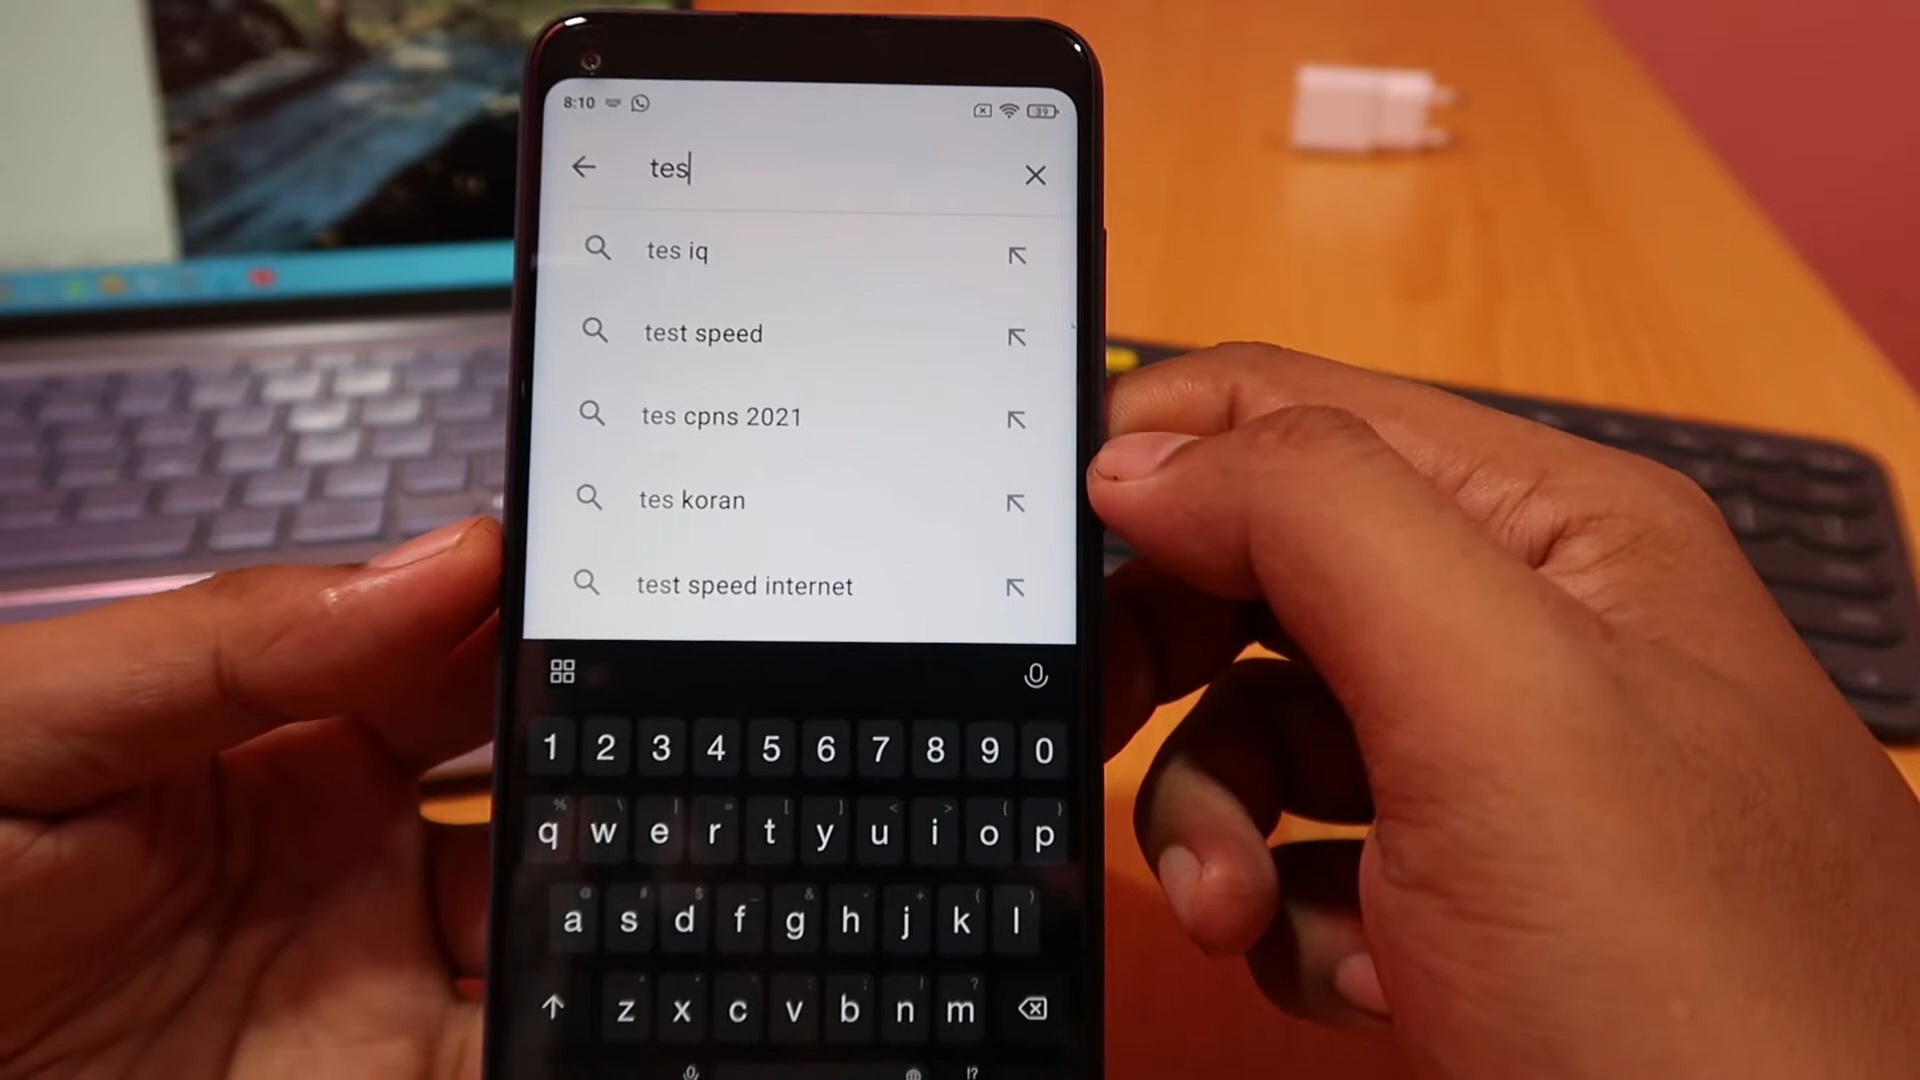 8:10
39
tes
tes iq
test speed
tes cpns 2021
tes koran
test speed internet
1 2 3 4 5 6 7 8 9 0
% \ | = [ ] < > { }
q w e r t y u i o p
@ # $ _ & - + ( )
a s d f g h j k l
* " ' : ; ! ?
z x c v b n m
!?